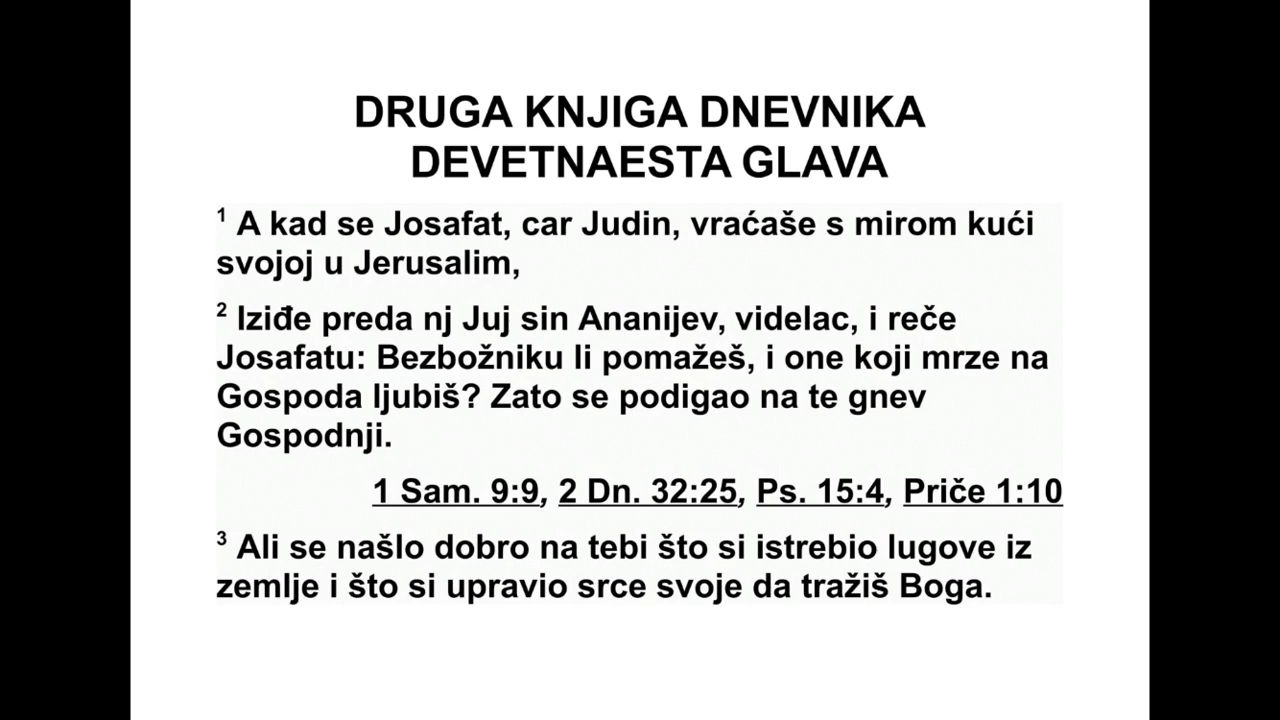 DRUGA KNJIGA DNEVNIKA
DEVETNAESTA GLAVA
1 A kad se Josafat, car Judin, vraćaše s mirom kući
svojoj u Jerusalim,
2 Iziđe preda nj Juj sin Ananijev, videlac, i reče
Josafatu: Bezbožniku li pomažeš, i one koji mrze na
Gospoda ljubiš? Zato se podigao na te gnev
Gospodnji.
1 Sam. 9:9, 2 Dn. 32:25, Ps. 15:4, Priče 1:10
3 Ali se našlo dobro na tebi što si istrebio lugove iz
zemlje i što si upravio srce svoje da tražiš Boga.